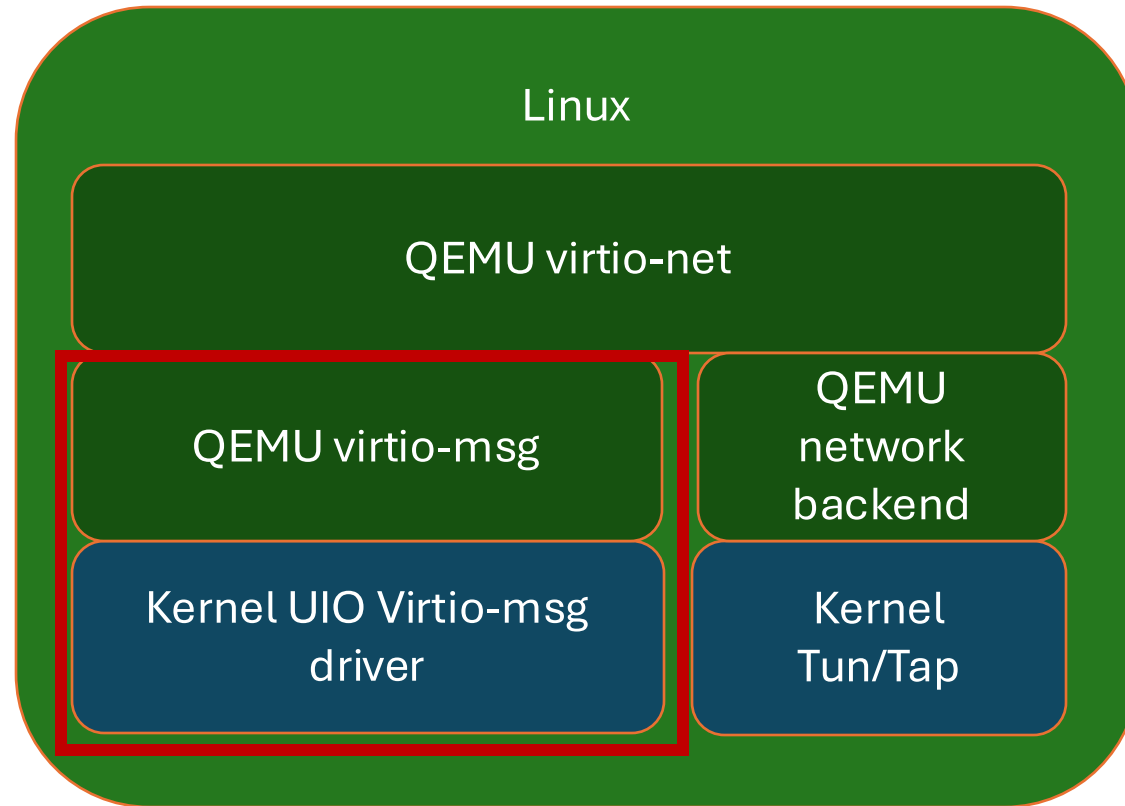 Linux
QEMU virtio-net
QEMU virtio-msg
QEMU
network
backend
Kernel UIO Virtio-msg
driver
Kernel
Tun/Tap